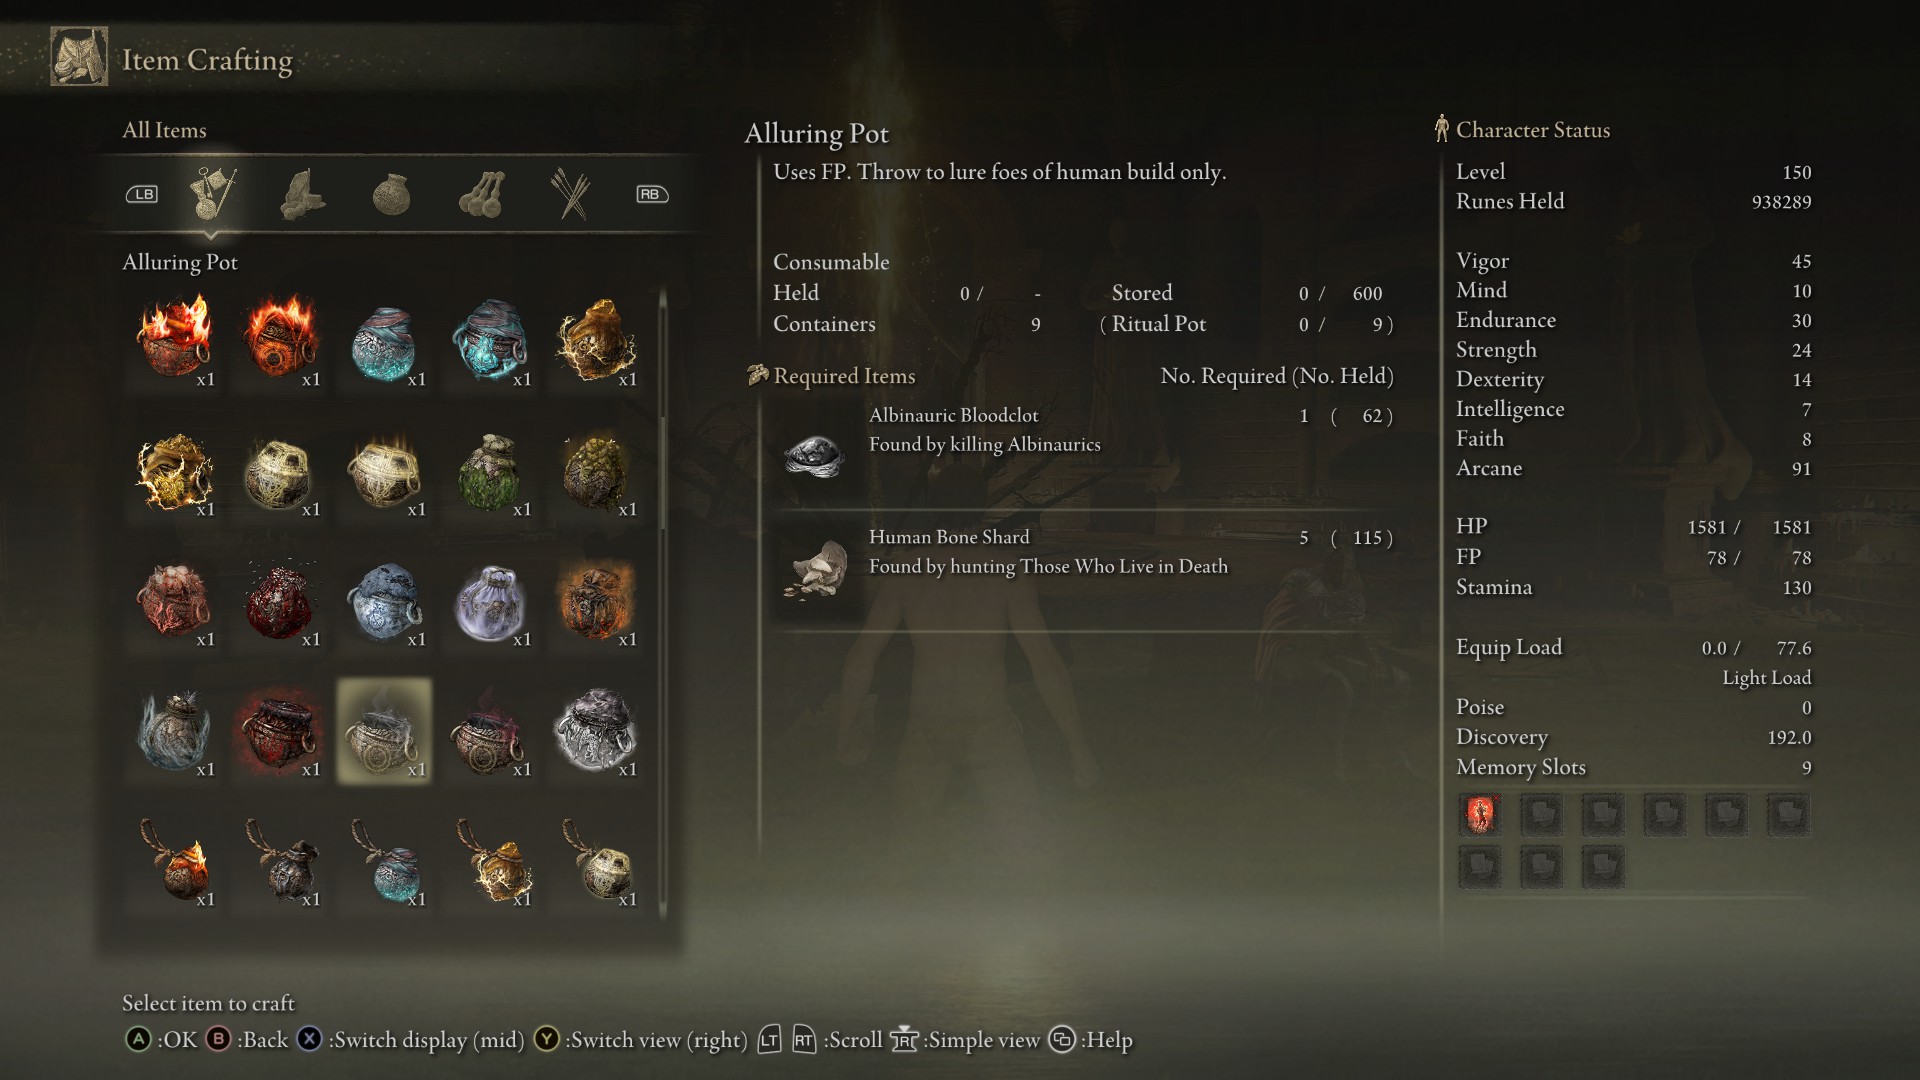 Item Crafting
All Items
LB
RB
Alluring Pot
x1 x1 x1 x1 x1
x1 x1 x1 x1 x1
x1 x1 x1 x1 x1
x1 x1 x1 x1 x1
x1 x1 x1 x1 x1
Alluring Pot
Uses FP. Throw to lure foes of human build only.
Consumable
Held 0 / - Stored 0 / 600
Containers 9 ( Ritual Pot 0 / 9 )
Required Items No. Required (No. Held)
Albinauric Bloodclot 1 ( 62 )
Found by killing Albinaurics
Human Bone Shard 5 ( 115 )
Found by hunting Those Who Live in Death
Character Status
Level 150
Runes Held 938289
Vigor 45
Mind 10
Endurance 30
Strength 24
Dexterity 14
Intelligence 7
Faith 8
Arcane 91
HP 1581 / 1581
FP 78 / 78
Stamina 130
Equip Load 0.0 / 77.6
Light Load
Poise 0
Discovery 192.0
Memory Slots 9
Select item to craft
A :OK B :Back X :Switch display (mid) Y :Switch view (right) LT RT :Scroll R :Simple view :Help